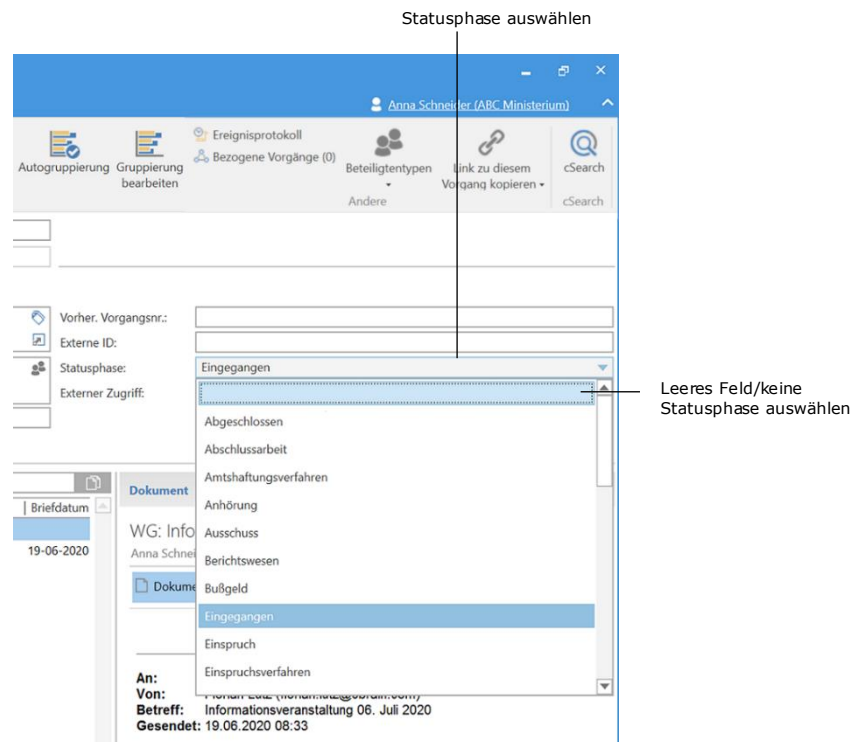 Statusphase auswählen
Anna Schneider (ABC Ministerium)
Autogruppierung
Gruppierung
bearbeiten
Ereignisprotokoll
Bezogene Vorgänge (0)
Beteiligtentypen
Link zu diesem
Vorgang kopieren
cSearch
Andere
cSearch
Vorher. Vorgangsnr.:
Externe ID:
Statusphase:
Eingegangen
Externer Zugriff:
Leeres Feld/keine
Statusphase auswählen
Abgeschlossen
Abschlussarbeit
Amtshaftungsverfahren
Anhörung
Ausschuss
Berichtswesen
Bußgeld
Eingegangen
Einspruch
Einspruchsverfahren
Briefdatum
19-06-2020
Dokument
WG: Info
Anna Schnei
Dokume
An:
Von:
Betreff: Informationsveranstaltung 06. Juli 2020
Gesendet: 19.06.2020 08:33